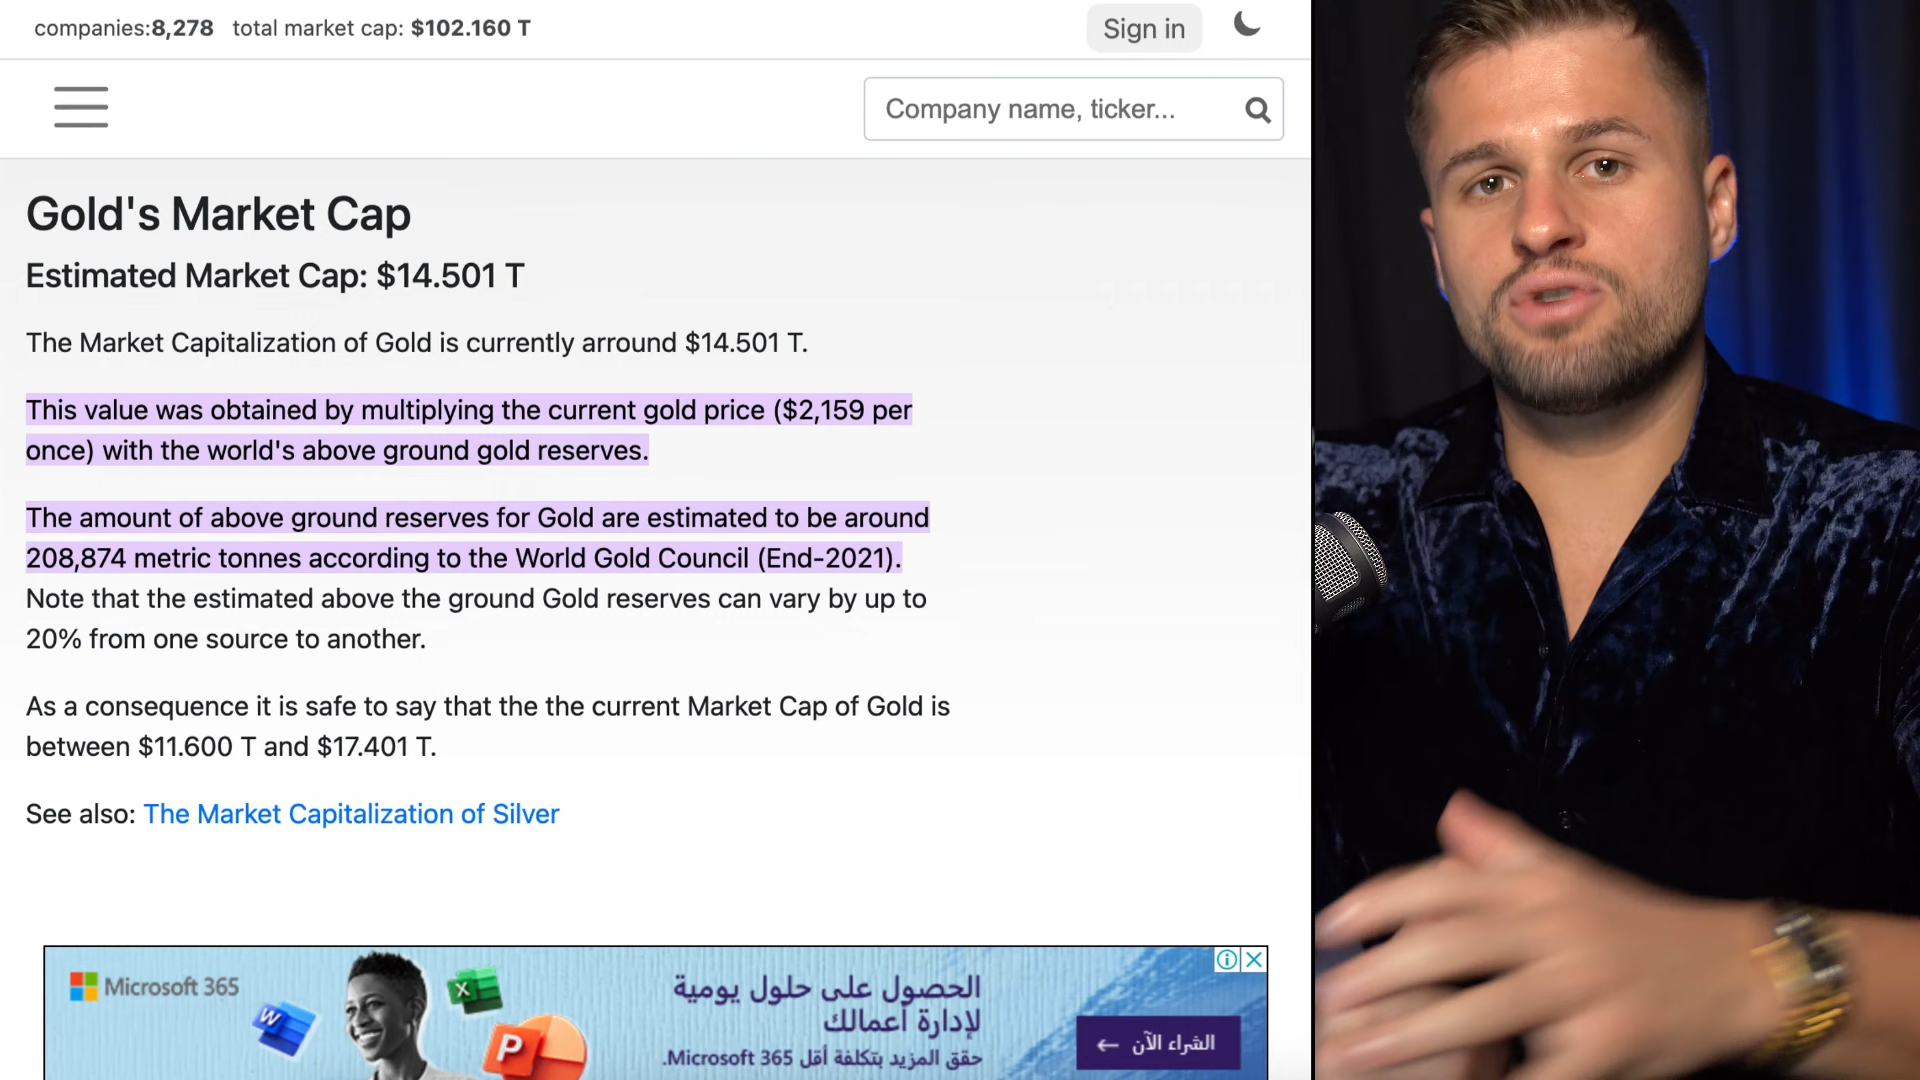 companies:8,278 total market cap: $102.160 T
Sign in
Company name, ticker...
Gold's Market Cap
Estimated Market Cap: $14.501 T
The Market Capitalization of Gold is currently arround $14.501 T.
This value was obtained by multiplying the current gold price ($2,159 per
once) with the world's above ground gold reserves.
The amount of above ground reserves for Gold are estimated to be around
208,874 metric tonnes according to the World Gold Council (End-2021).
Note that the estimated above the ground Gold reserves can vary by up to
20% from one source to another.
As a consequence it is safe to say that the the current Market Cap of Gold is
between $11.600 T and $17.401 T.
See also: The Market Capitalization of Silver
Microsoft 365
W
X
P
الحصول على حلول يومية
لإدارة أعمالك
حقق المزيد بتكلفة أقل Microsoft 365.
الشراء الآن ←